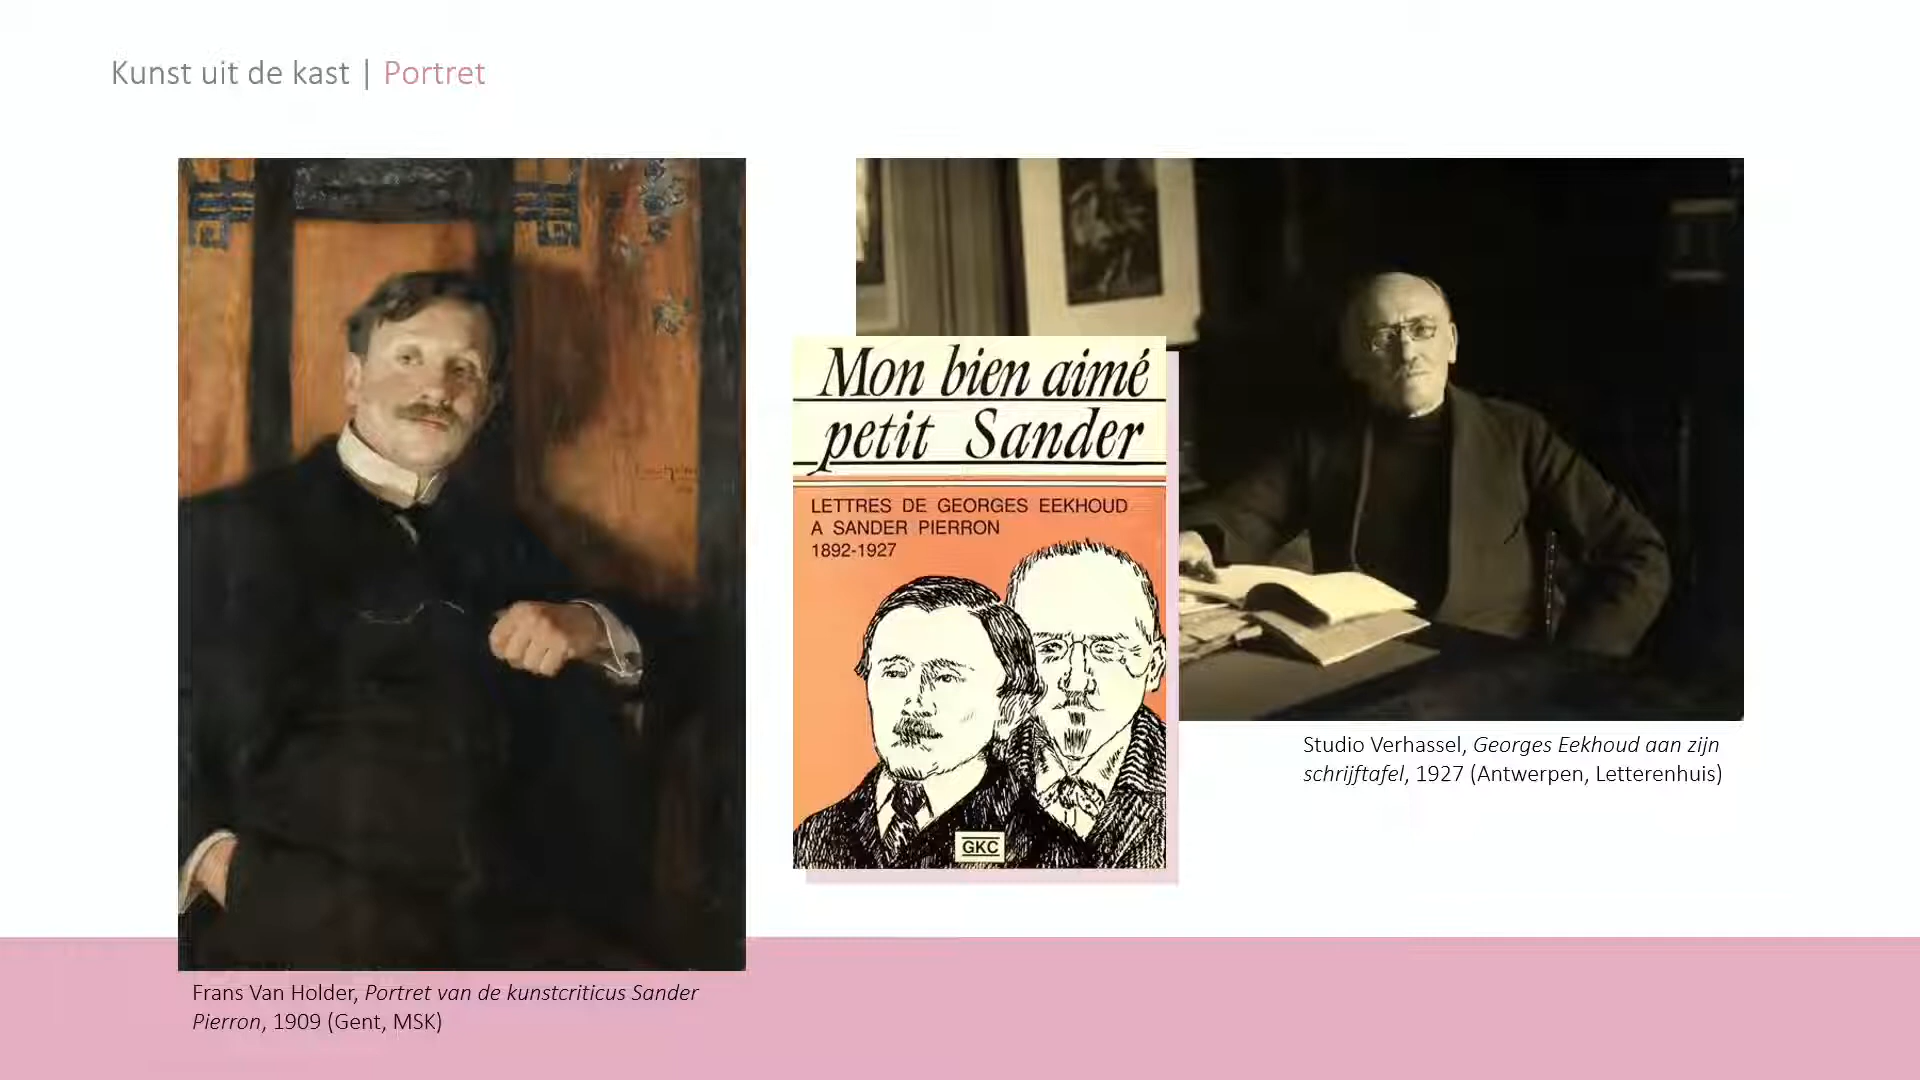 Kunst uit de kast | Portret
Mon bien aimé
petit Sander
LETTRES DE GEORGES EEKHOUD
A SANDER PIERRON
1892-1927
GKC
Studio Verhassel, Georges Eekhoud aan zijn
schrijftafel, 1927 (Antwerpen, Letterenhuis)
Frans Van Holder, Portret van de kunstcriticus Sander
Pierron, 1909 (Gent, MSK)